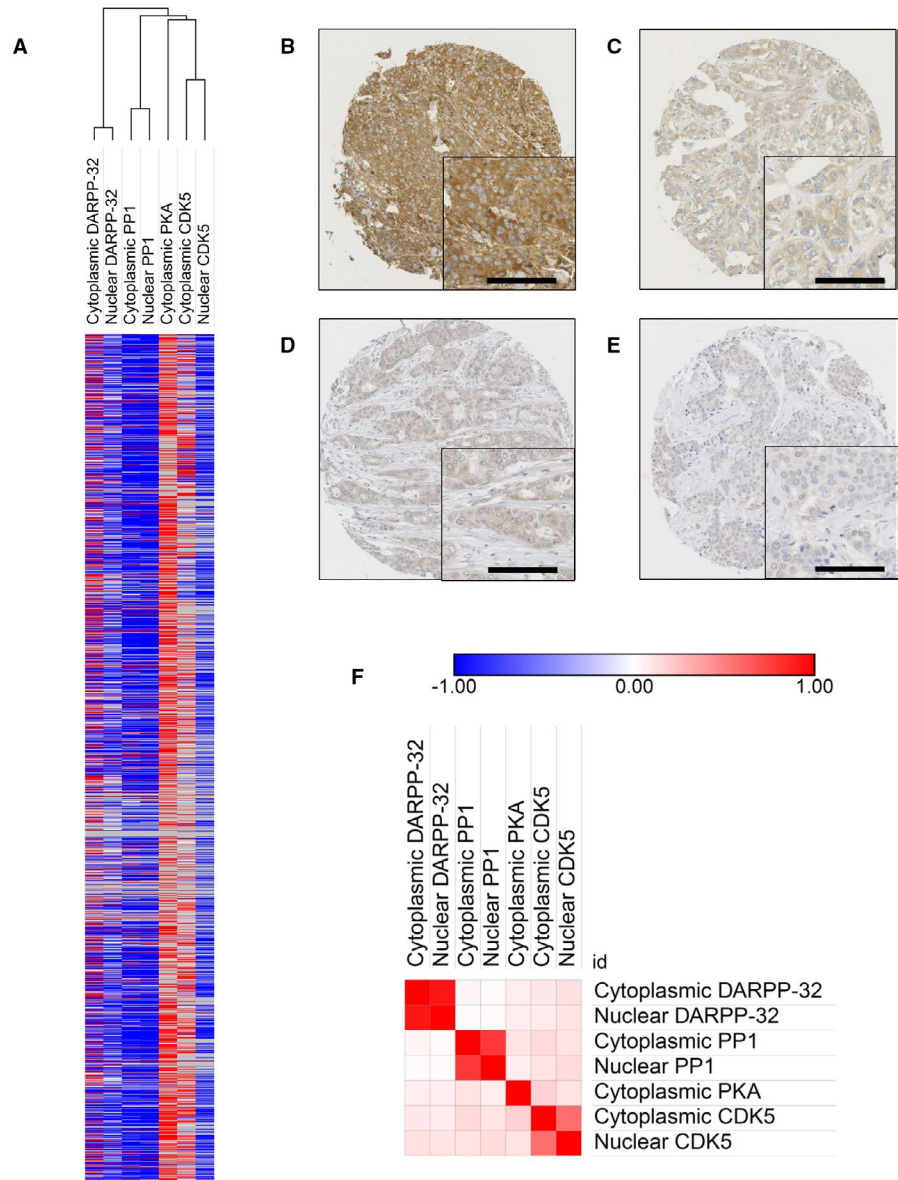 A
Cytoplasmic DARPP-32
Nuclear DARPP-32
Cytoplasmic PP1
Nuclear PP1
Cytoplasmic PKA
Cytoplasmic CDK5
Nuclear CDK5
B
C
D
E
F
-1.00 0.00 1.00
Cytoplasmic DARPP-32
Nuclear DARPP-32
Cytoplasmic PP1
Nuclear PP1
Cytoplasmic PKA
Cytoplasmic CDK5
Nuclear CDK5
id
Cytoplasmic DARPP-32
Nuclear DARPP-32
Cytoplasmic PP1
Nuclear PP1
Cytoplasmic PKA
Cytoplasmic CDK5
Nuclear CDK5